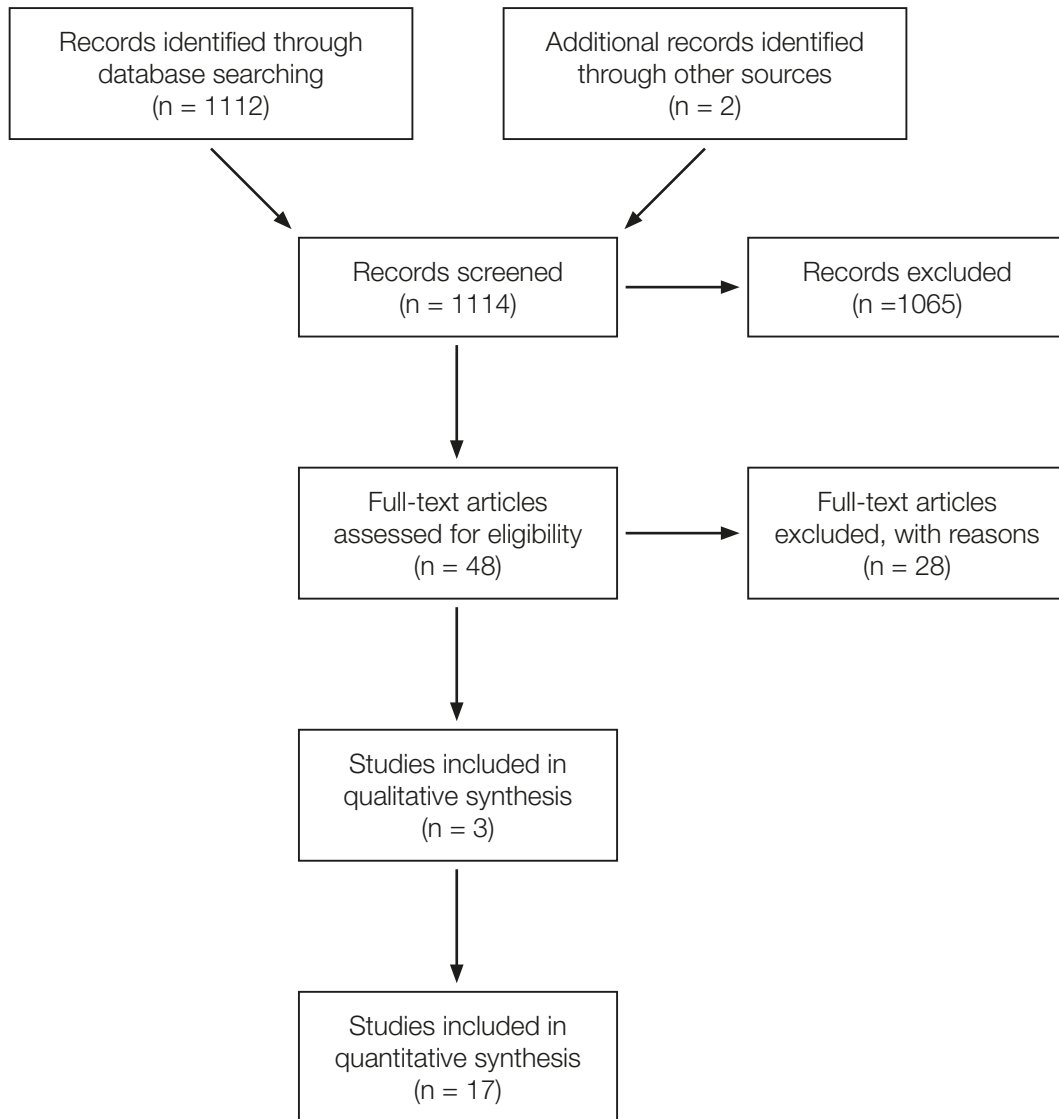 Records identified through
database searching
(n = 1112)
Additional records identified
through other sources
(n = 2)
Records screened
(n = 1114)
Records excluded
(n =1065)
Full-text articles
assessed for eligibility
(n = 48)
Full-text articles
excluded, with reasons
(n = 28)
Studies included in
qualitative synthesis
(n = 3)
Studies included in
quantitative synthesis
(n = 17)